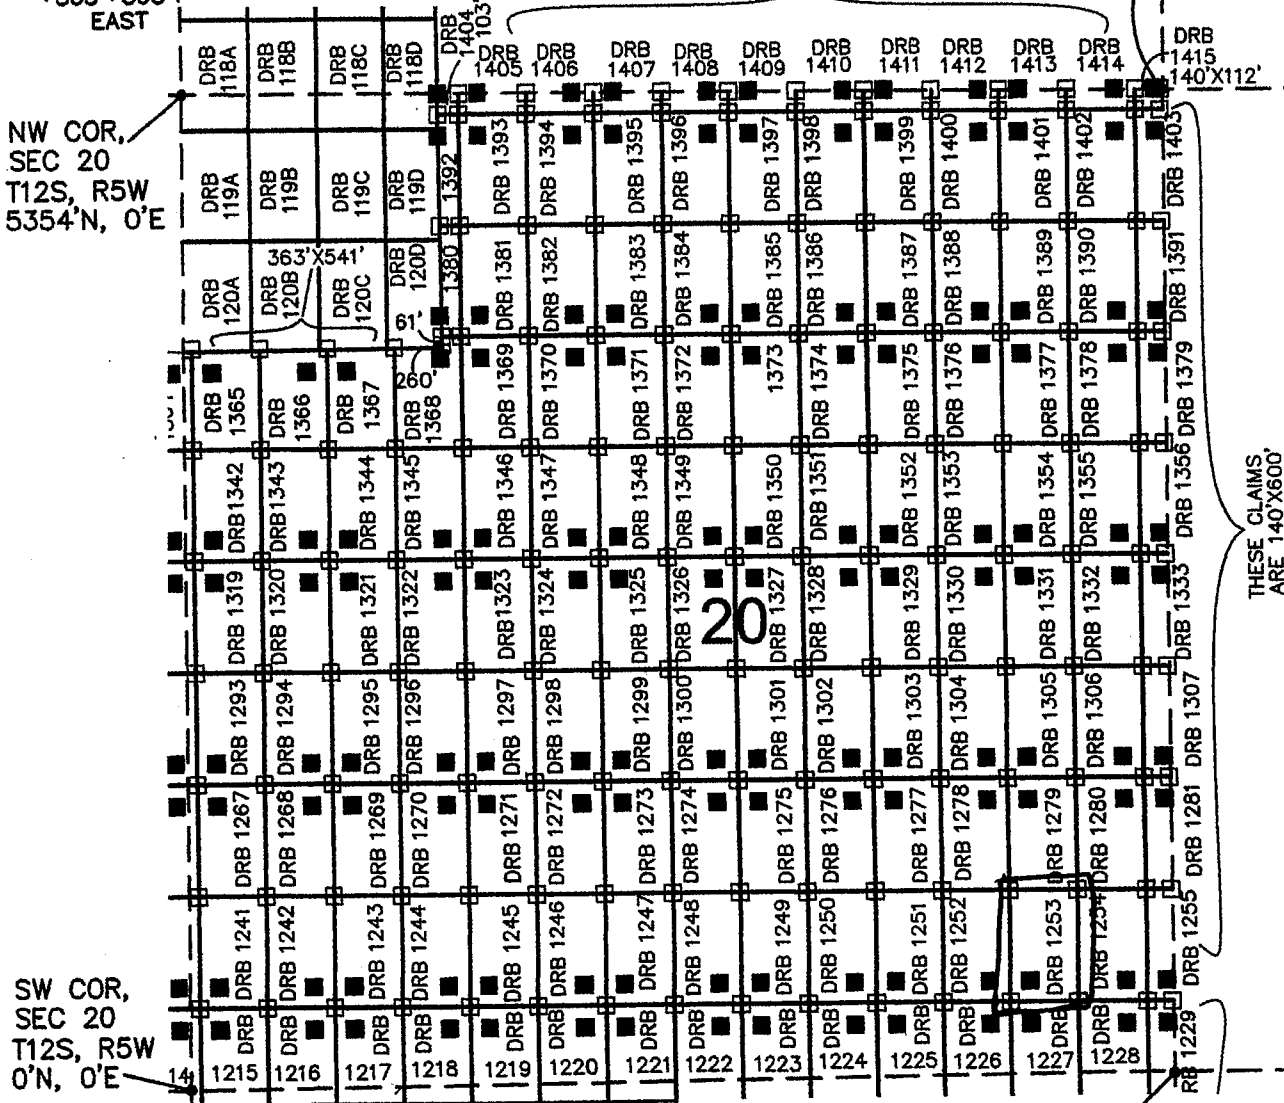 EAST
DRB 118A
DRB 118B
DRB 118C
DRB 118D
DRB 1404
103'
DRB 1405
DRB 1406
DRB 1407
DRB 1408
DRB 1409
DRB 1410
DRB 1411
DRB 1412
DRB 1413
DRB 1414
DRB 1415
140'X112'
NW COR,
SEC 20
T12S, R5W
5354'N, 0'E
DRB 119A
DRB 119B
DRB 119C
DRB 119D
1392
DRB 1393
DRB 1394
DRB 1395
DRB 1396
DRB 1397
DRB 1398
DRB 1399
DRB 1400
DRB 1401
DRB 1402
DRB 1403
363'X541'
DRB 120A
DRB 120B
DRB 120C
DRB 120D
1380
DRB 1381
DRB 1382
DRB 1383
DRB 1384
DRB 1385
DRB 1386
DRB 1387
DRB 1388
DRB 1389
DRB 1390
DRB 1391
61'
260'
DRB 1365
DRB 1366
DRB 1367
DRB 1368
DRB 1369
DRB 1370
DRB 1371
DRB 1372
1373
DRB 1374
DRB 1375
DRB 1376
DRB 1377
DRB 1378
DRB 1379
DRB 1342
DRB 1343
DRB 1344
DRB 1345
DRB 1346
DRB 1347
DRB 1348
DRB 1349
DRB 1350
DRB 1351
DRB 1352
DRB 1353
DRB 1354
DRB 1355
DRB 1356
THESE CLAIMS
ARE 140'X600'
DRB 1319
DRB 1320
DRB 1321
DRB 1322
DRB 1323
DRB 1324
DRB 1325
DRB 1326
DRB 1327
DRB 1328
DRB 1329
DRB 1330
DRB 1331
DRB 1332
DRB 1333
20
DRB 1293
DRB 1294
DRB 1295
DRB 1296
DRB 1297
DRB 1298
DRB 1299
DRB 1300
DRB 1301
DRB 1302
DRB 1303
DRB 1304
DRB 1305
DRB 1306
DRB 1307
DRB 1267
DRB 1268
DRB 1269
DRB 1270
DRB 1271
DRB 1272
DRB 1273
DRB 1274
DRB 1275
DRB 1276
DRB 1277
DRB 1278
DRB 1279
DRB 1280
DRB 1281
DRB 1241
DRB 1242
DRB 1243
DRB 1244
DRB 1245
DRB 1246
DRB 1247
DRB 1248
DRB 1249
DRB 1250
DRB 1251
DRB 1252
DRB 1253
DRB 1254
DRB 1255
SW COR,
SEC 20
T12S, R5W
0'N, 0'E
14
DRB 1215
DRB 1216
DRB 1217
DRB 1218
DRB 1219
DRB 1220
DRB 1221
DRB 1222
DRB 1223
DRB 1224
DRB 1225
DRB 1226
DRB 1227
DRB 1228
RB 1229